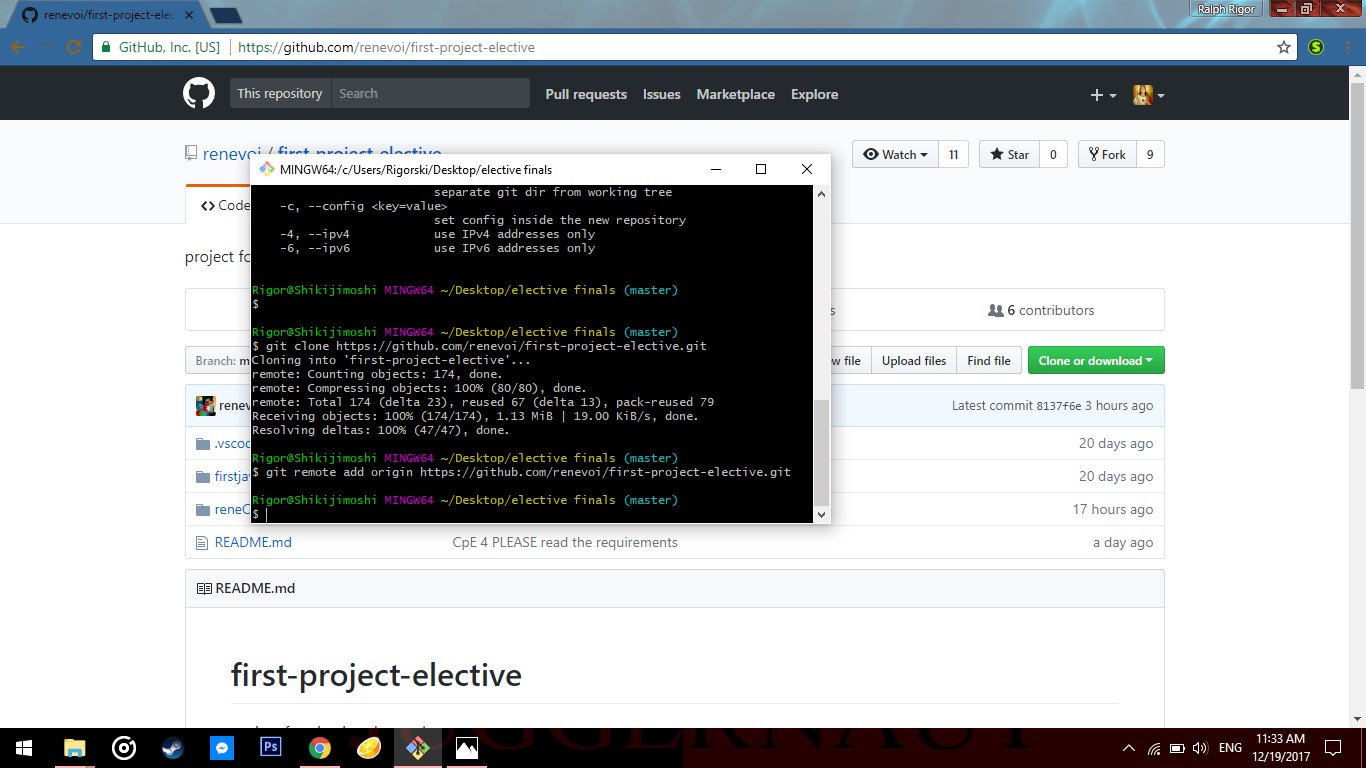 renevoi/first-project-elec
Ralph Rigor
GitHub, Inc. [US]
https://github.com/renevoi/first-project-elective
This repository
Search
Pull requests
Issues
Marketplace
Explore
renevoi / first-project-elective
Watch
11
Star
0
Fork
9
Code
project fo
MINGW64:/c/Users/Rigorski/Desktop/elective finals
separate git dir from working tree
-c, --config <key=value>
set config inside the new repository
-4, --ipv4 use IPv4 addresses only
-6, --ipv6 use IPv6 addresses only
Rigor@Shikijimoshi MINGW64 ~/Desktop/elective finals (master)
$
Rigor@Shikijimoshi MINGW64 ~/Desktop/elective finals (master)
$ git clone https://github.com/renevoi/first-project-elective.git
Cloning into 'first-project-elective'...
remote: Counting objects: 174, done.
remote: Compressing objects: 100% (80/80), done.
remote: Total 174 (delta 23), reused 67 (delta 13), pack-reused 79
Receiving objects: 100% (174/174), 1.13 MiB | 19.00 KiB/s, done.
Resolving deltas: 100% (47/47), done.
Rigor@Shikijimoshi MINGW64 ~/Desktop/elective finals (master)
$ git remote add origin https://github.com/renevoi/first-project-elective.git
Rigor@Shikijimoshi MINGW64 ~/Desktop/elective finals (master)
$
s
6 contributors
Branch: m
w file
Upload files
Find file
Clone or download
renev
Latest commit 8137f6e 3 hours ago
.vscod
20 days ago
firstja
20 days ago
reneC
17 hours ago
README.md
CpE 4 PLEASE read the requirements
a day ago
README.md
first-project-elective
JUGGERNAUT
Ps
ENG
11:33 AM
12/19/2017